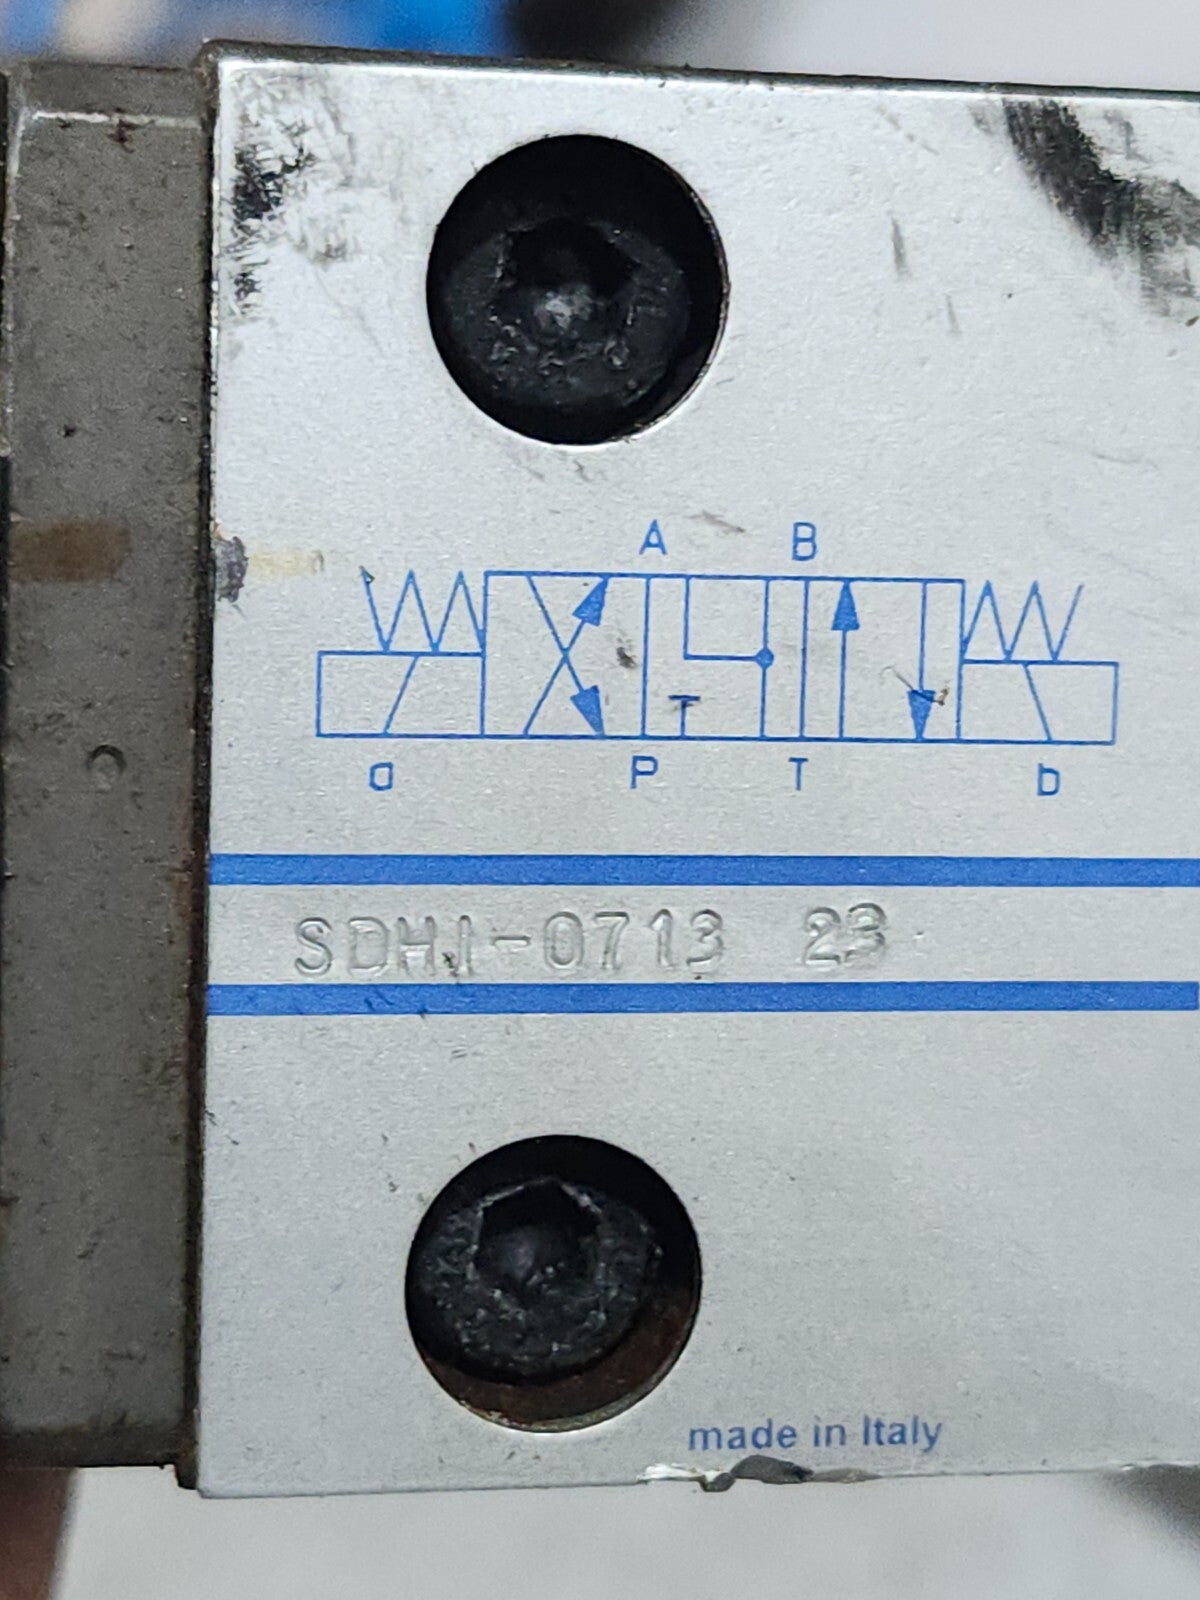 A B
a P T b
SDHI-0713 23
made in Italy